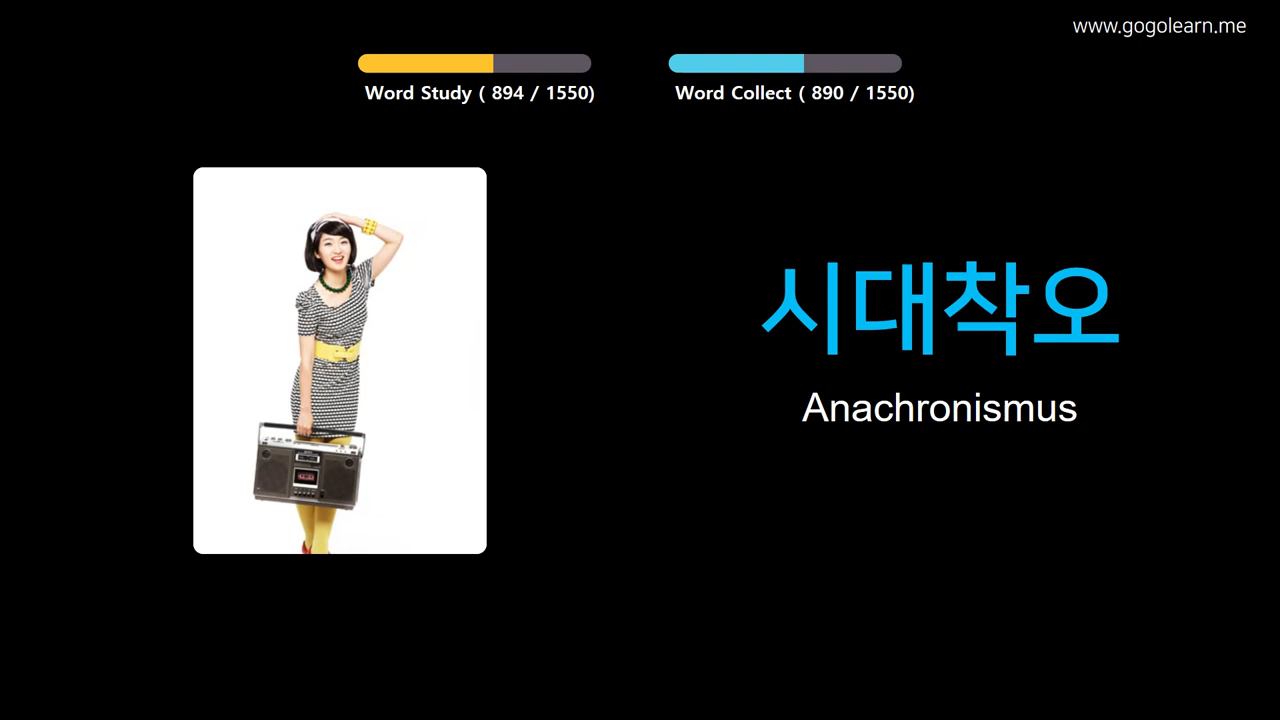 www.gogolearn.me
Word Study ( 894 / 1550)
Word Collect ( 890 / 1550)
시대착오
Anachronismus